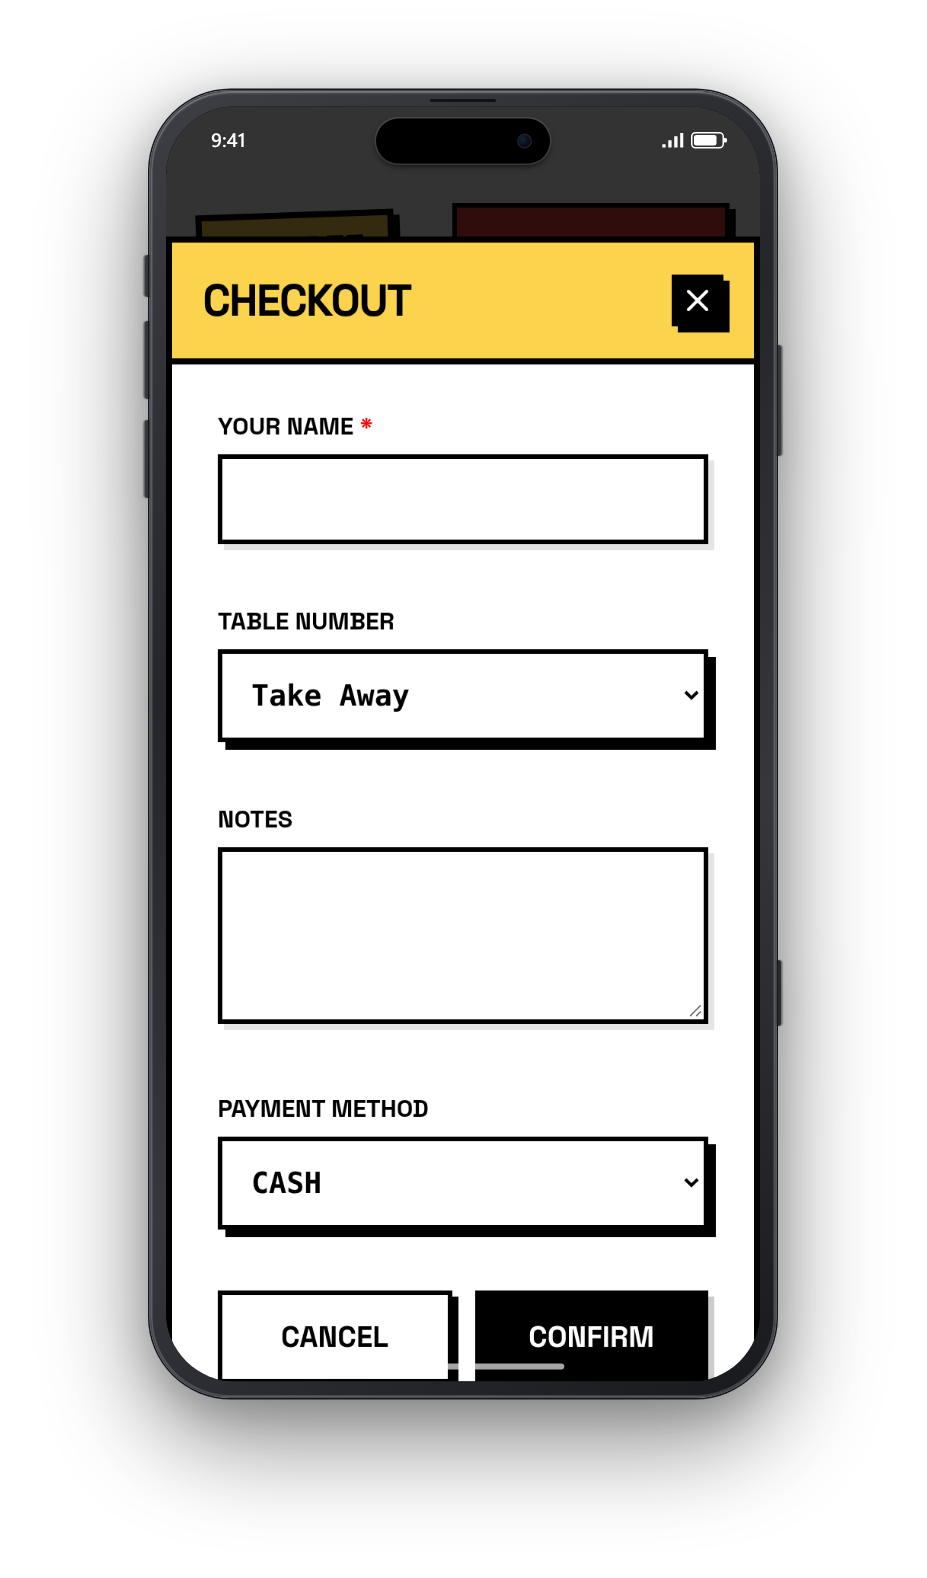 9:41
CHECKOUT
YOUR NAME *
TABLE NUMBER
Take Away
NOTES
PAYMENT METHOD
CASH
CANCEL
CONFIRM